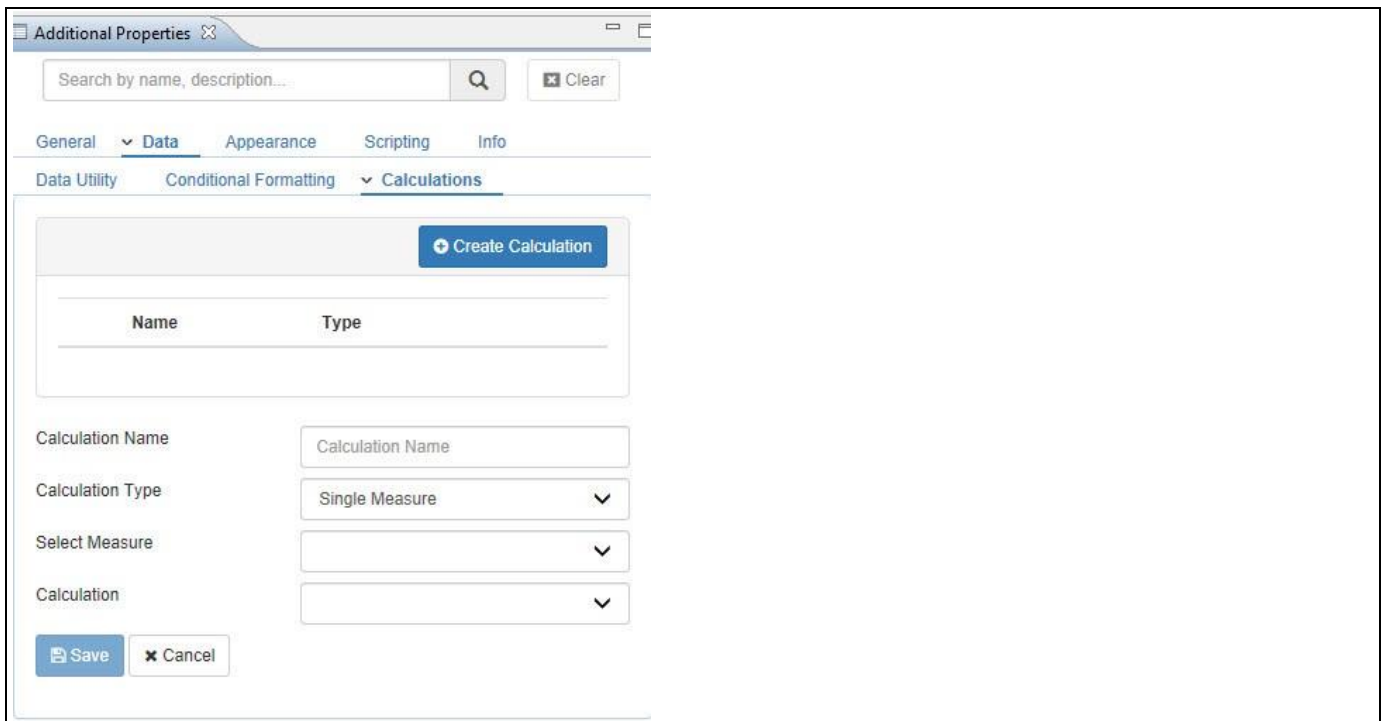 Additional Properties
Search by name, description...
Clear
General Data Appearance Scripting Info
Data Utility Conditional Formatting Calculations
Create Calculation
Name Type
Calculation Name Calculation Name
Calculation Type Single Measure
Select Measure
Calculation
Save Cancel